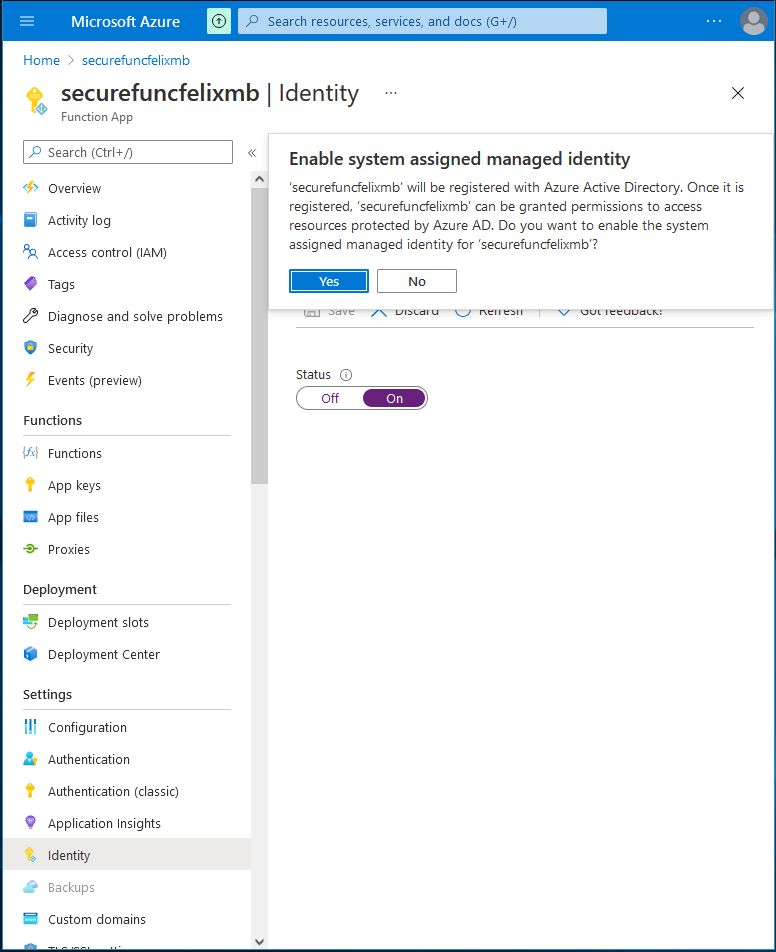 Microsoft Azure
Search resources, services, and docs (G+/)
Home > securefuncfelixmb
securefuncfelixmb | Identity ...
Function App
Search (Ctrl+/)
«
Overview
Activity log
Access control (IAM)
Tags
Diagnose and solve problems
Security
Events (preview)
Functions
Functions
App keys
App files
Proxies
Deployment
Deployment slots
Deployment Center
Settings
Configuration
Authentication
Authentication (classic)
Application Insights
Identity
Backups
Custom domains
Enable system assigned managed identity
'securefuncfelixmb' will be registered with Azure Active Directory. Once it is
registered, 'securefuncfelixmb' can be granted permissions to access
resources protected by Azure AD. Do you want to enable the system
assigned managed identity for 'securefuncfelixmb'?
Yes No
Save Discard Refresh Got feedback?
Status
Off On